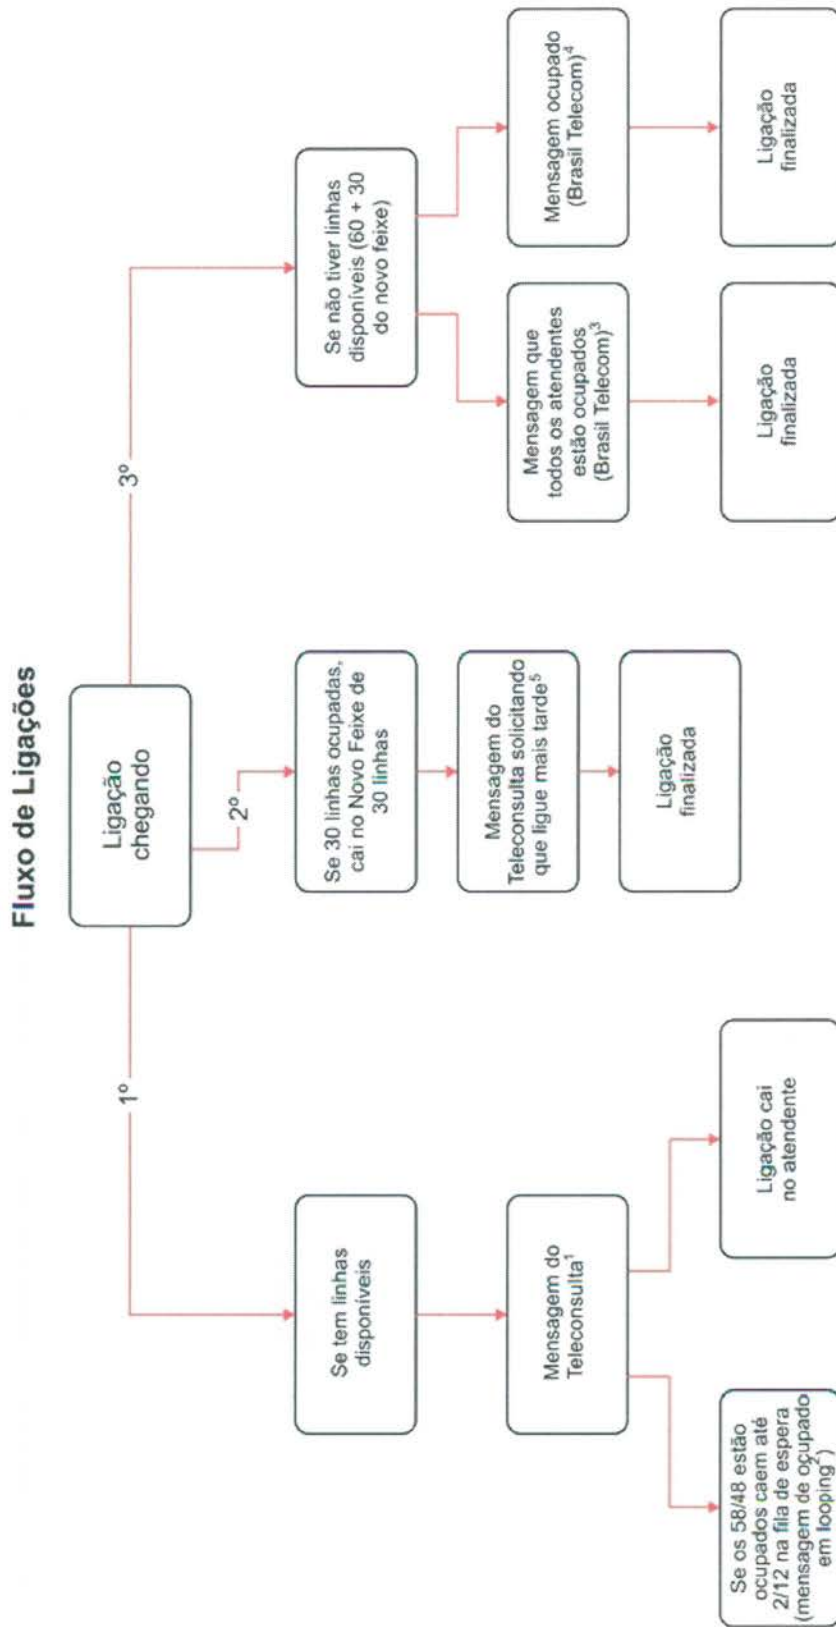 Fluxo de Ligações
Ligação
chegando
1º
2º
3º
Se tem linhas
disponíveis
Mensagem do
Teleconsulta¹
Se os 58/48 estão
ocupados caem até
2/12 na fila de espera
(mensagem de ocupado
em looping²)
Ligação cai
no atendente
Se 30 linhas ocupadas,
cai no Novo Feixe de
30 linhas
Mensagem do
Teleconsulta solicitando
que ligue mais tarde⁵
Ligação
finalizada
Se não tiver linhas
disponíveis (60 + 30
do novo feixe)
Mensagem que
todos os atendentes
estão ocupados
(Brasil Telecom)³
Ligação
finalizada
Mensagem ocupado
(Brasil Telecom)⁴
Ligação
finalizada